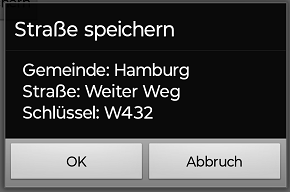 Straße speichern
Gemeinde: Hamburg
Straße: Weiter Weg
Schlüssel: W432
OK
Abbruch